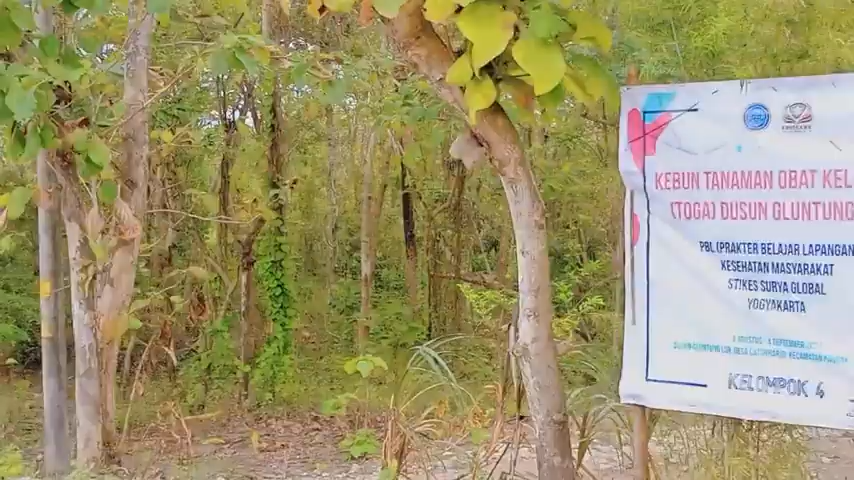 KEBUN TANAMAN OBAT KEL
(TOGA) DUSUN GLUNTUNG
PBL (PRAKTER BELAJAR LAPANGAN
KESEHATAN MASYARAKAT
STIKES SURYA GLOBAL
YOGYAKARTA
KELOMPOK 4